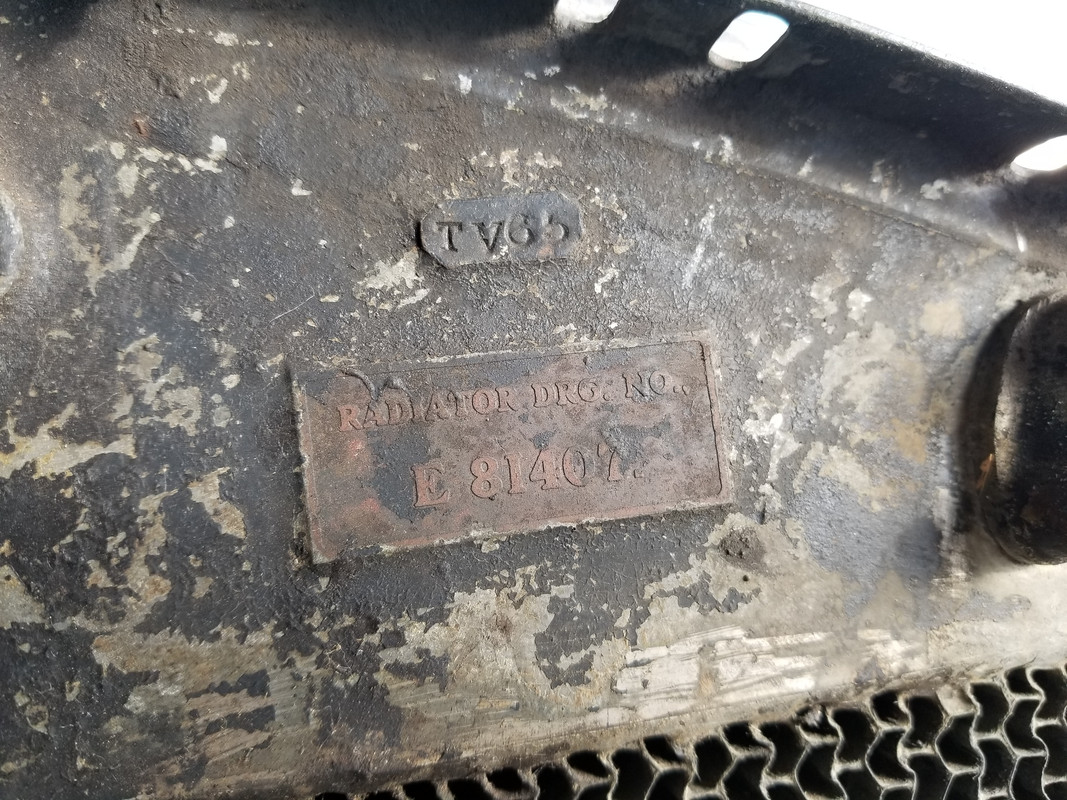 TV65
RADIATOR DRG. NO.,
E 81407.